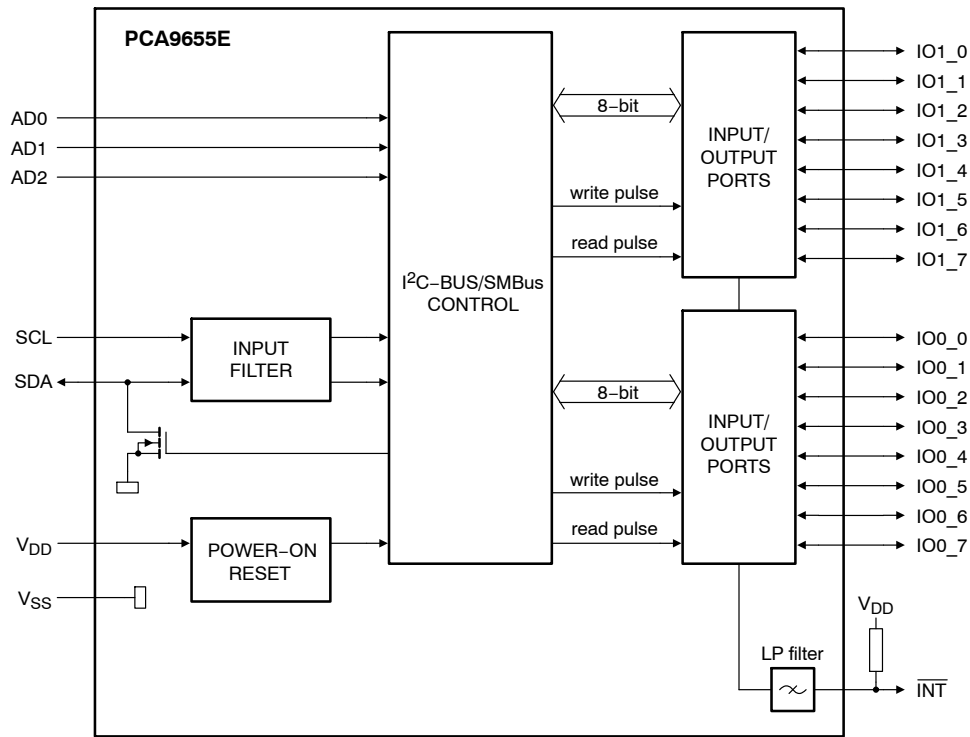 PCA9655E
AD0
AD1
AD2
SCL
SDA
VDD
VSS
INPUT
FILTER
POWER−ON
RESET
I²C−BUS/SMBus
CONTROL
8−bit
write pulse
read pulse
INPUT/
OUTPUT
PORTS
IO1_0
IO1_1
IO1_2
IO1_3
IO1_4
IO1_5
IO1_6
IO1_7
8−bit
write pulse
read pulse
INPUT/
OUTPUT
PORTS
IO0_0
IO0_1
IO0_2
IO0_3
IO0_4
IO0_5
IO0_6
IO0_7
VDD
LP filter
INT